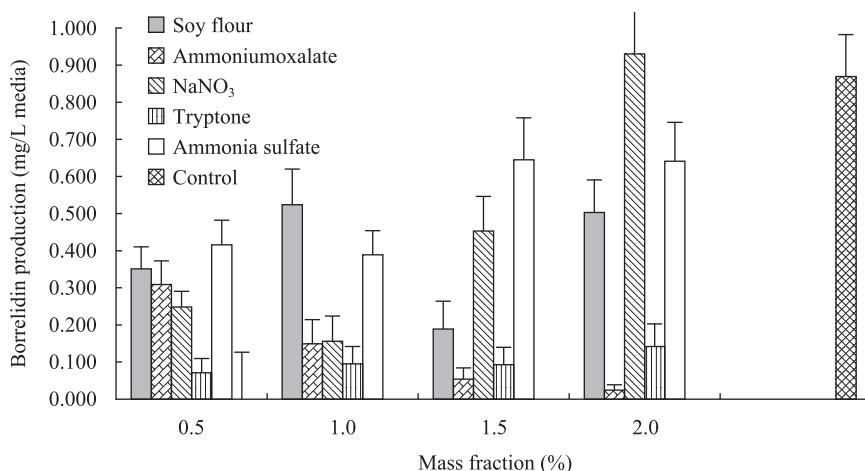 Borrelidin production (mg/L media)
1.000
0.900
0.800
0.700
0.600
0.500
0.400
0.300
0.200
0.100
0.000
Soy flour
Ammoniumoxalate
NaNO₃
Tryptone
Ammonia sulfate
Control
0.5
1.0
1.5
2.0
Mass fraction (%)